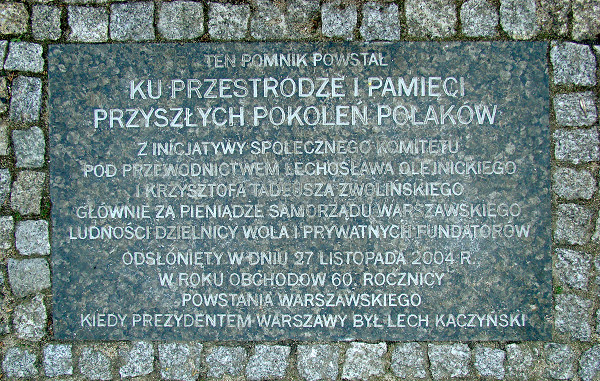 TEN POMNIK POWSTAŁ
KU PRZESTRODZE I PAMIĘCI
PRZYSZŁYCH POKOLEŃ POLAKÓW
Z INICJATYWY SPOŁECZNEGO KOMITETU
POD PRZEWODNICTWEM LECHOSŁAWA OLEJNICKIEGO
I KRZYSZTOFA TADEUSZA ZWOLIŃSKIEGO
GŁÓWNIE ZA PIENIĄDZE SAMORZĄDU WARSZAWSKIEGO
LUDNOŚCI DZIELNICY WOLA I PRYWATNYCH FUNDATORÓW
ODSŁONIĘTY W DNIU 27 LISTOPADA 2004 R.
W ROKU OBCHODÓW 60. ROCZNICY
POWSTANIA WARSZAWSKIEGO
KIEDY PREZYDENTEM WARSZAWY BYŁ LECH KACZYŃSKI